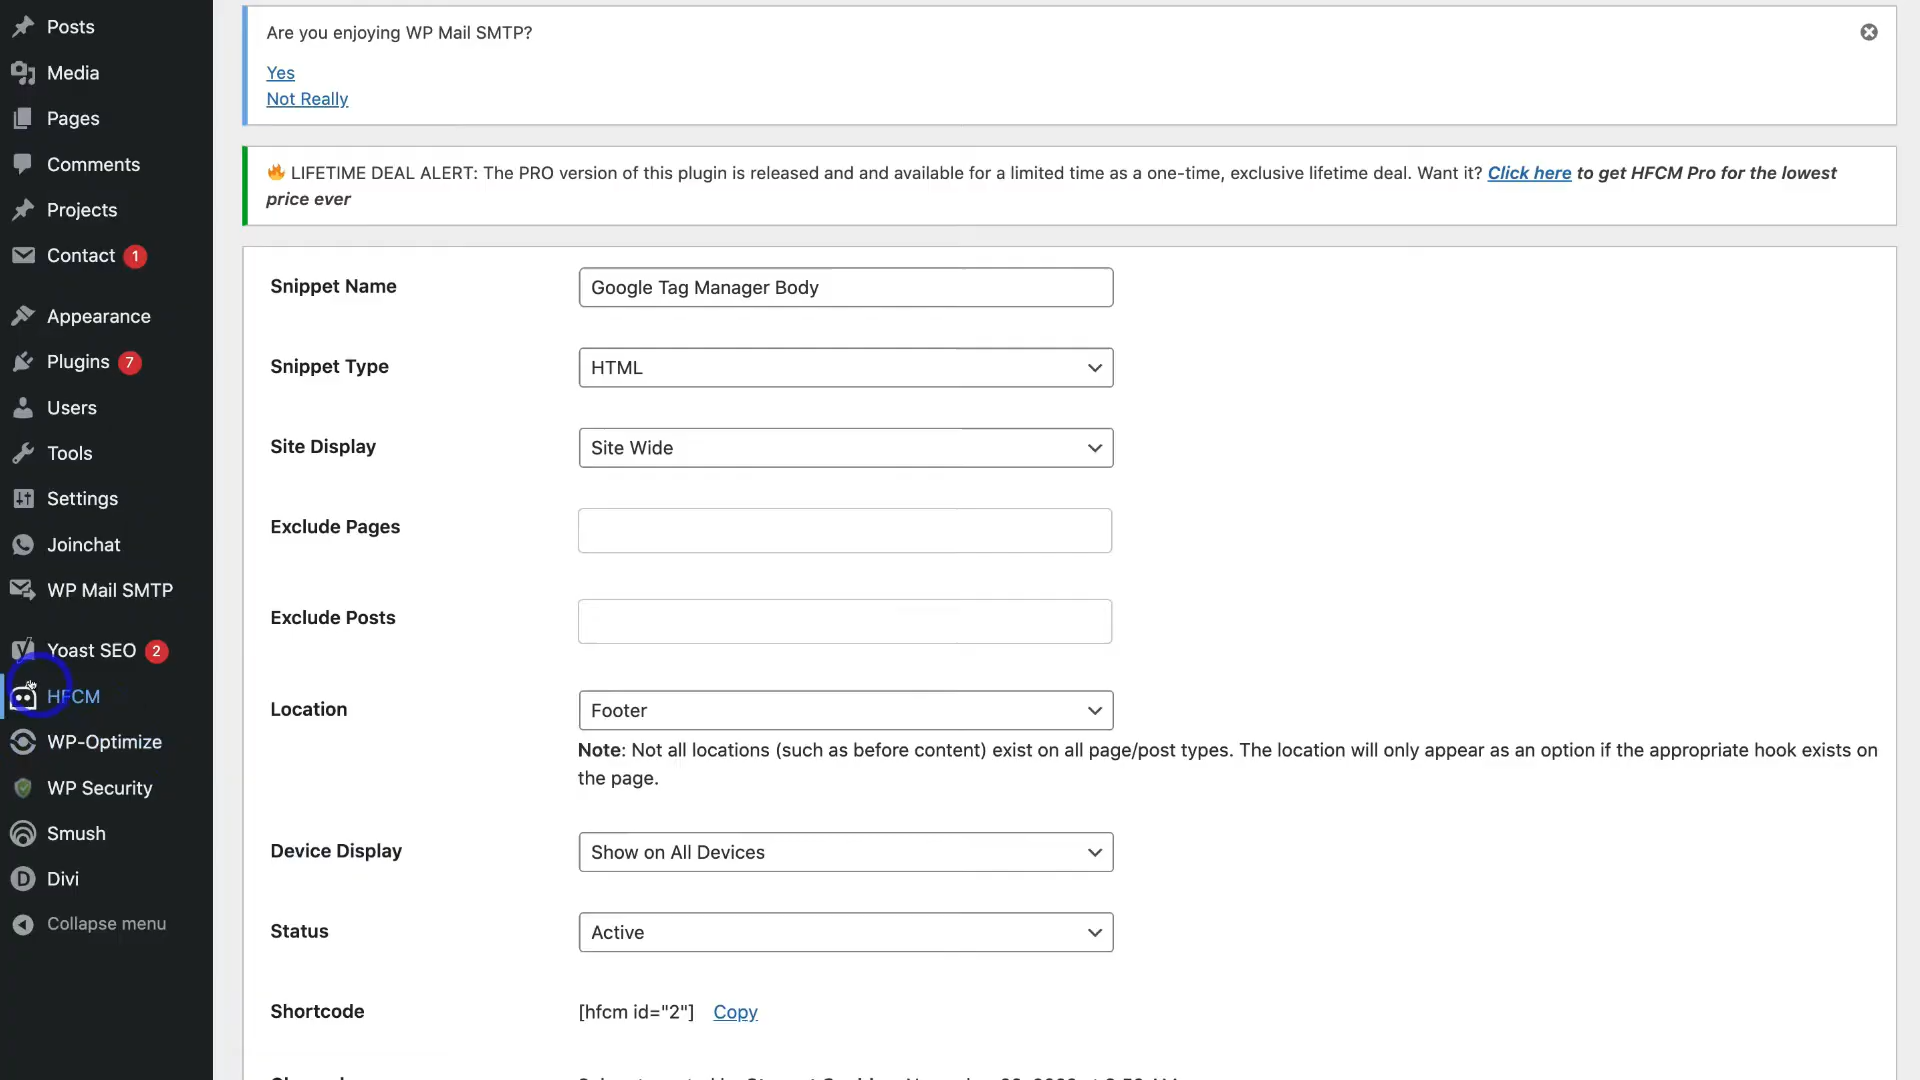 Posts
Media
Pages
Comments
Projects
Contact 1
Appearance
Plugins 7
Users
Tools
Settings
Joinchat
WP Mail SMTP
Yoast SEO 2
HFCM
WP-Optimize
WP Security
Smush
Divi
Collapse menu
Are you enjoying WP Mail SMTP?
Yes
Not Really
LIFETIME DEAL ALERT: The PRO version of this plugin is released and and available for a limited time as a one-time, exclusive lifetime deal. Want it? Click here to get HFCM Pro for the lowest
price ever
Snippet Name
Google Tag Manager Body
Snippet Type
HTML
Site Display
Site Wide
Exclude Pages
Exclude Posts
Location
Footer
Note: Not all locations (such as before content) exist on all page/post types. The location will only appear as an option if the appropriate hook exists on
the page.
Device Display
Show on All Devices
Status
Active
Shortcode
[hfcm id="2"] Copy